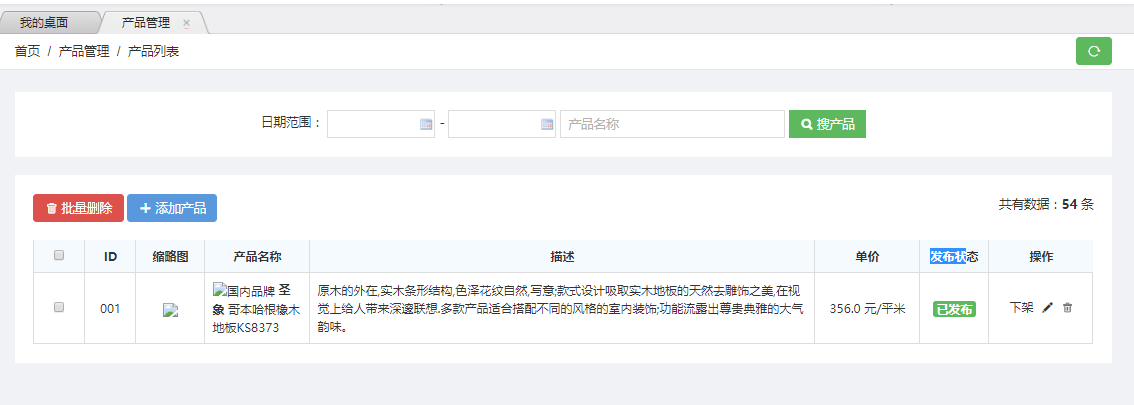 我的桌面 产品管理 ×
首页 / 产品管理 / 产品列表
日期范围： - 产品名称 搜产品
批量删除 添加产品 共有数据：54 条
ID 缩略图 产品名称 描述 单价 发布状态 操作
001 国内品牌 圣象 哥本哈根橡木地板KS8373 原木的外在,实木条形结构,色泽花纹自然,写意;款式设计吸取实木地板的天然去雕饰之美,在视觉上给人带来深邃联想.多款产品适合搭配不同的风格的室内装饰;功能流露出尊贵典雅的大气韵味。 356.0 元/平米 已发布 下架